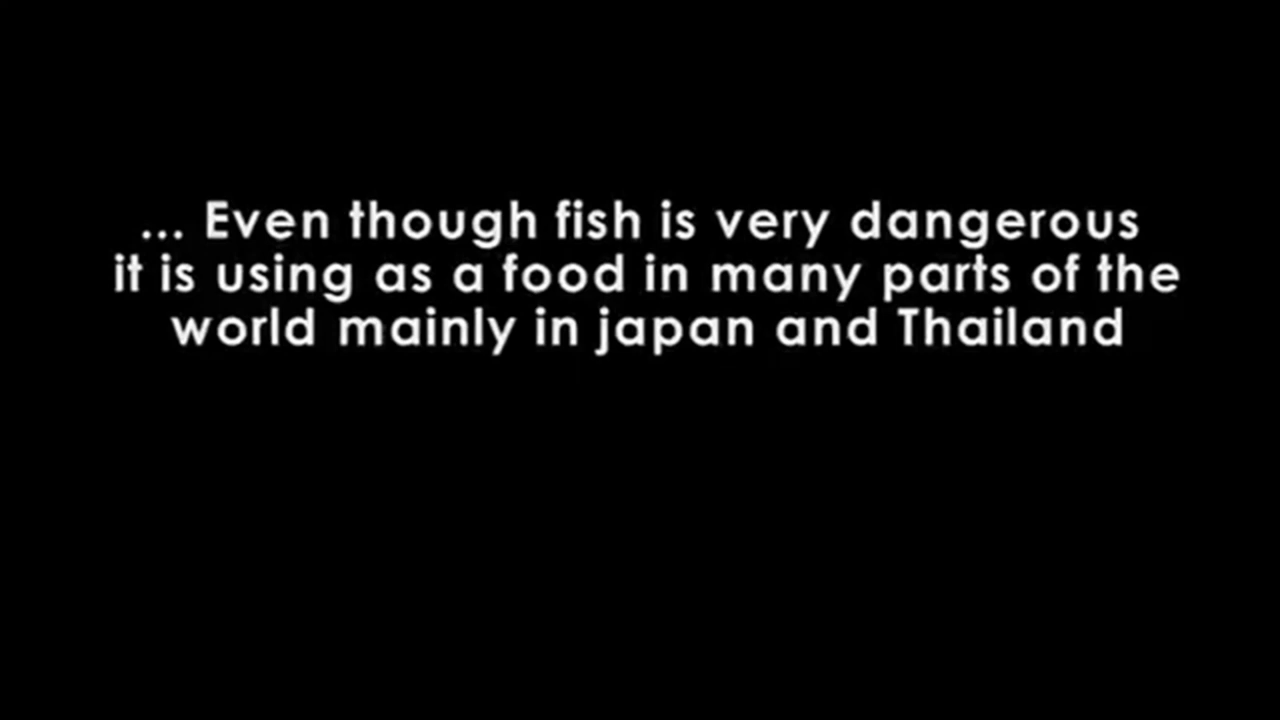 ... Even though fish is very dangerous
it is using as a food in many parts of the
world mainly in japan and Thailand